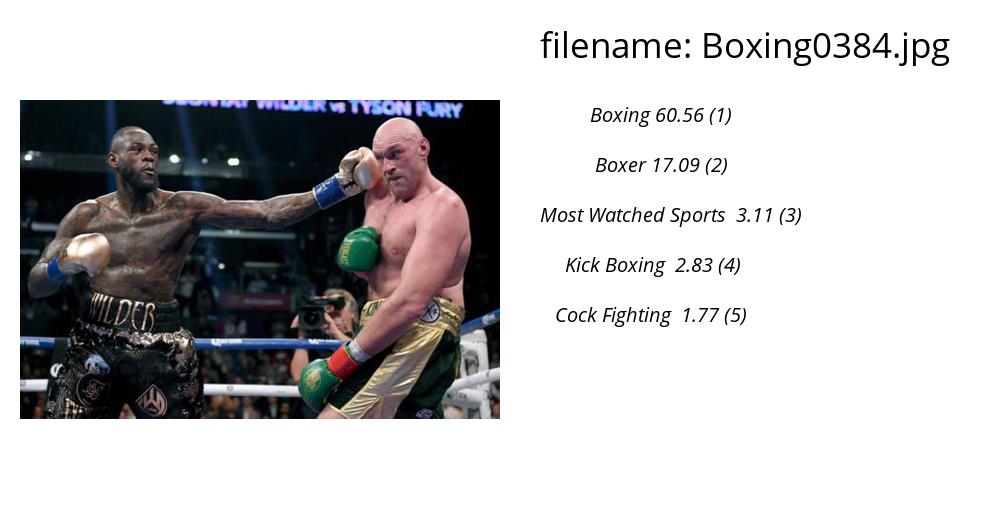 filename: Boxing0384.jpg
DEONTAY WILDER vs TYSON FURY
Boxing 60.56 (1)
Boxer 17.09 (2)
Most Watched Sports 3.11 (3)
Kick Boxing 2.83 (4)
Cock Fighting 1.77 (5)
WILDER